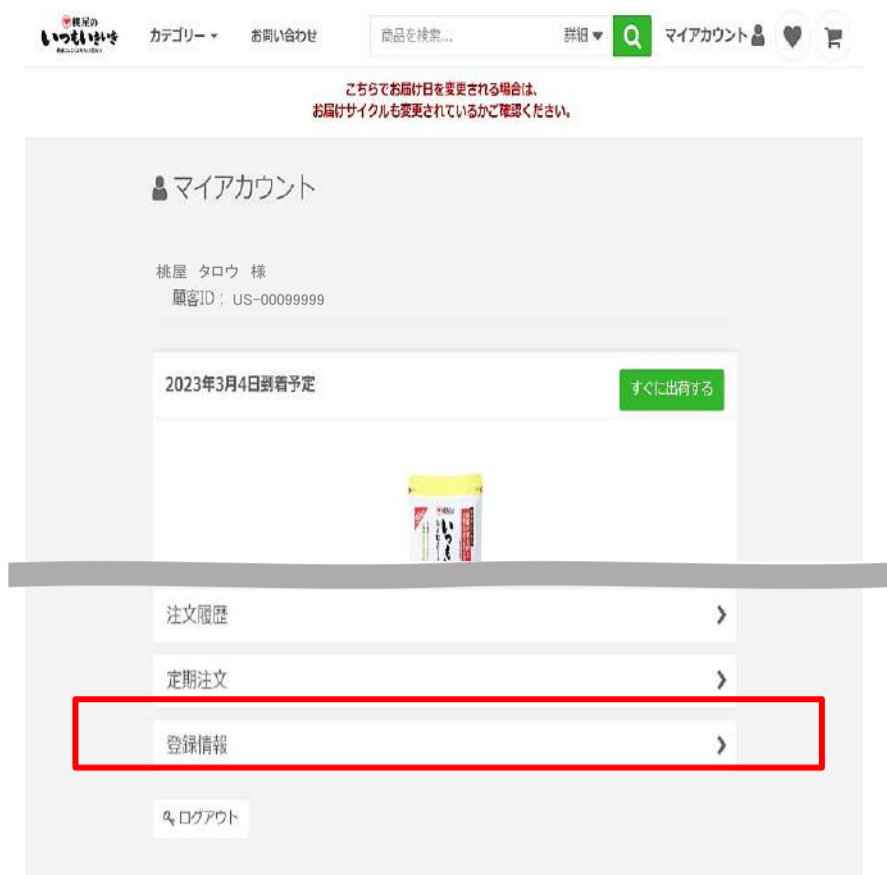 桃屋の
いつもいきいき
カテゴリー
お問い合わせ
商品を検索...
詳細
マイアカウント
こちらでお届け日を変更される場合は、
お届けサイクルも変更されているかご確認ください。
マイアカウント
桃屋 タロウ 様
顧客ID： US-00099999
2023年3月4日到着予定
すぐに出荷する
いつも
注文履歴
定期注文
登録情報
ログアウト